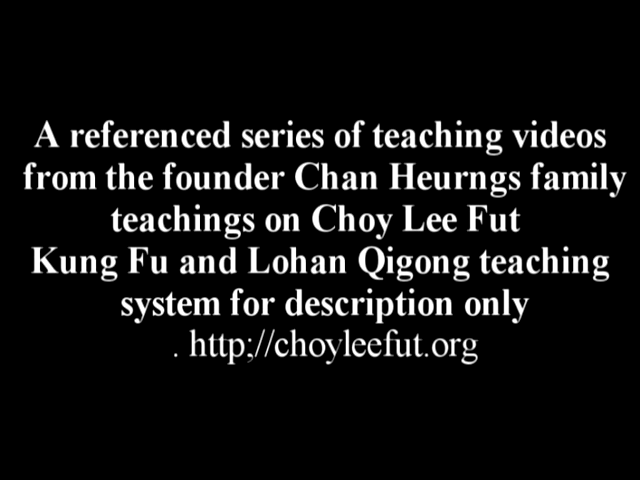 A referenced series of teaching videos
from the founder Chan Heurngs family
teachings on Choy Lee Fut
Kung Fu and Lohan Qigong teaching
system for description only
. http;//choyleefut.org